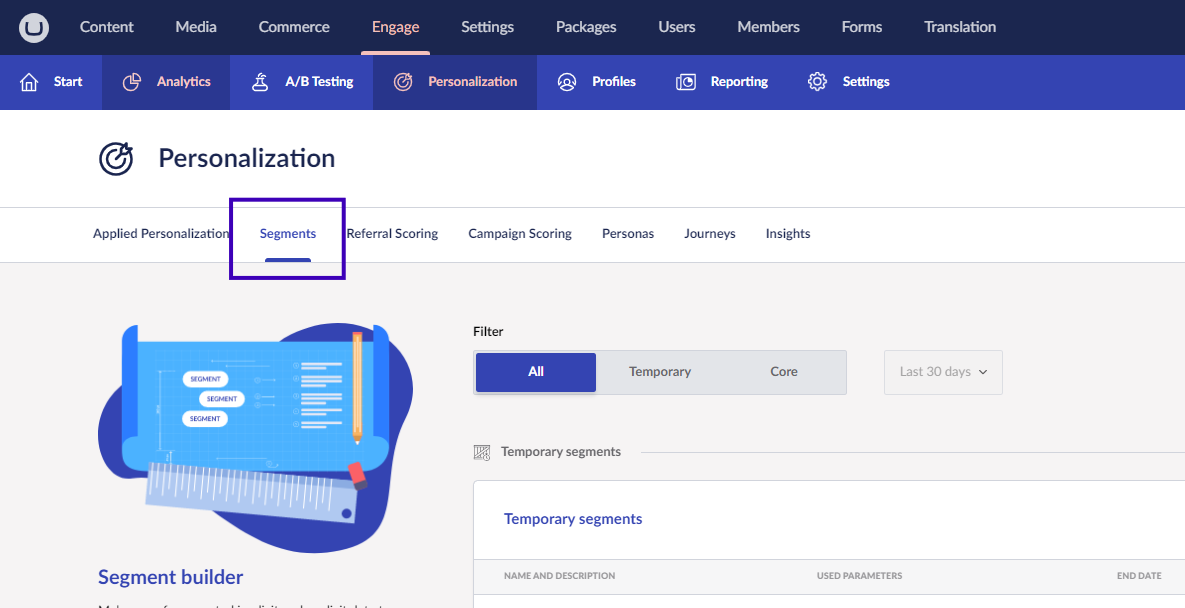 Content Media Commerce Engage Settings Packages Users Members Forms Translation
Start Analytics A/B Testing Personalization Profiles Reporting Settings
Personalization
Applied Personalization Segments Referral Scoring Campaign Scoring Personas Journeys Insights
Filter
All Temporary Core Last 30 days
SEGMENT
SEGMENT
SEGMENT
Temporary segments
Temporary segments
Segment builder
NAME AND DESCRIPTION USED PARAMETERS END DATE